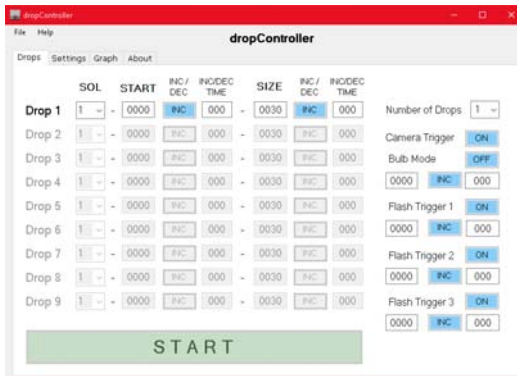 dropController
File Help
dropController
Drops Settings Graph About
SOL START INC / DEC INC/DEC TIME SIZE INC / DEC INC/DEC TIME
Drop 1 1 - 0000 INC 000 - 0030 INC 000
Drop 2 1 - 0000 INC 000 - 0030 INC 000
Drop 3 1 - 0000 INC 000 - 0030 INC 000
Drop 4 1 - 0000 INC 000 - 0030 INC 000
Drop 5 1 - 0000 INC 000 - 0030 INC 000
Drop 6 1 - 0000 INC 000 - 0030 INC 000
Drop 7 1 - 0000 INC 000 - 0030 INC 000
Drop 8 1 - 0000 INC 000 - 0030 INC 000
Drop 9 1 - 0000 INC 000 - 0030 INC 000
Number of Drops 1
Camera Trigger ON
Bulb Mode OFF
0000 INC 000
Flash Trigger 1 ON
0000 INC 000
Flash Trigger 2 ON
0000 INC 000
Flash Trigger 3 ON
0000 INC 000
START